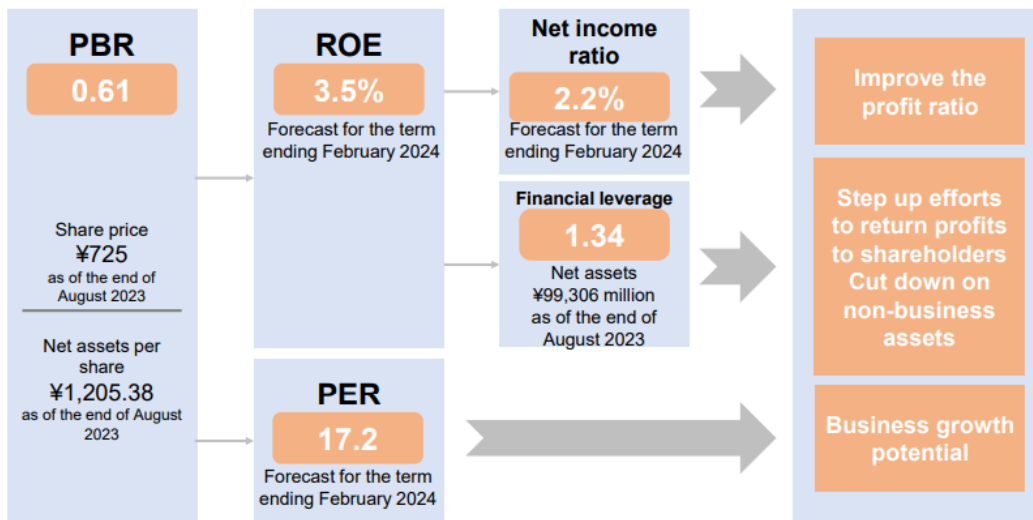 PBR
0.61
Share price
¥725
as of the end of
August 2023
Net assets per
share
¥1,205.38
as of the end of August
2023
ROE
3.5%
Forecast for the term
ending February 2024
PER
17.2
Forecast for the term
ending February 2024
Net income
ratio
2.2%
Forecast for the term
ending February 2024
Financial leverage
1.34
Net assets
¥99,306 million
as of the end of
August 2023
Improve the
profit ratio
Step up efforts
to return profits
to shareholders
Cut down on
non-business
assets
Business growth
potential